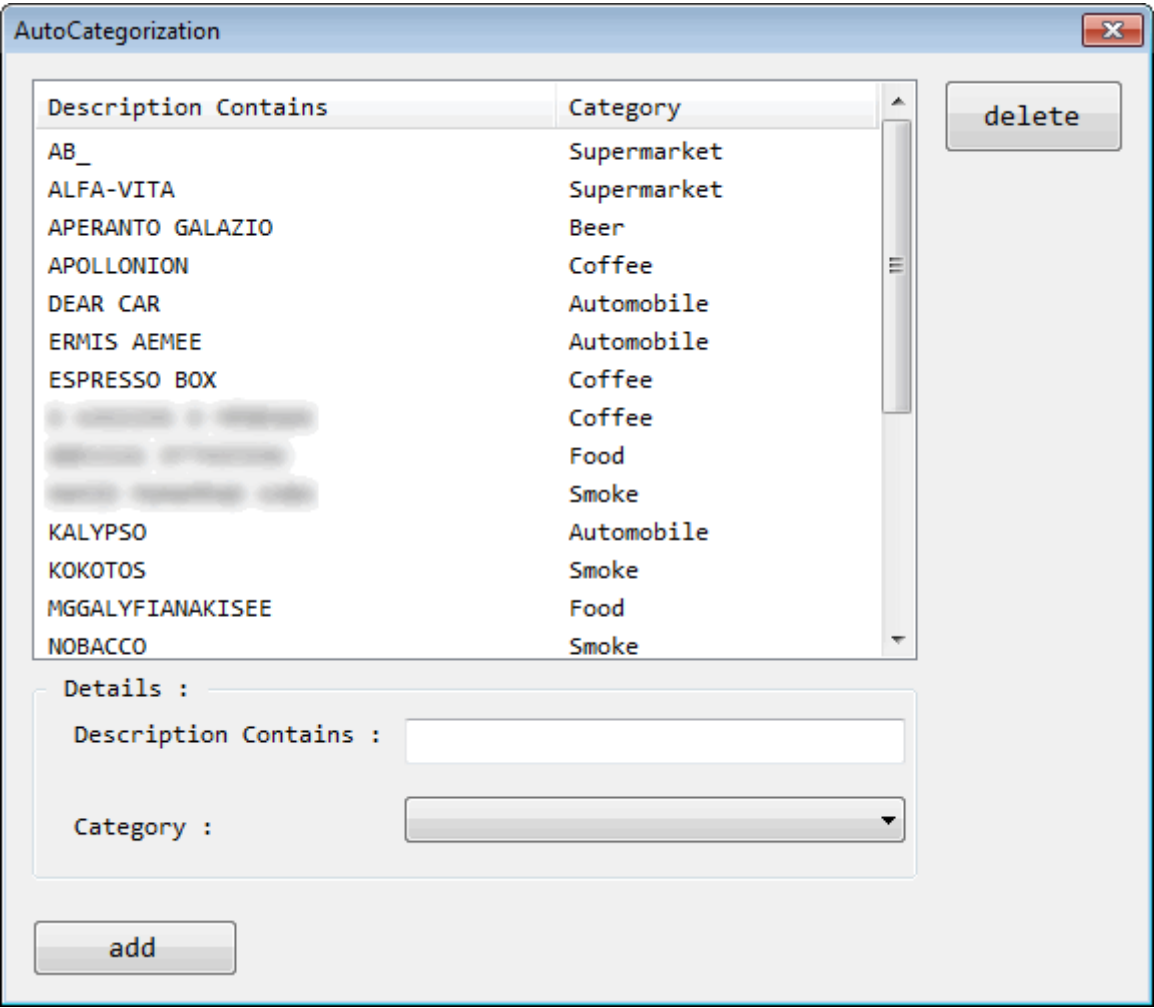 AutoCategorization
Description Contains Category
delete
AB_ Supermarket
ALFA-VITA Supermarket
APERANTO GALAZIO Beer
APOLLONION Coffee
DEAR CAR Automobile
ERMIS AEMEE Automobile
ESPRESSO BOX Coffee
Coffee
Food
Smoke
KALYPSO Automobile
KOKOTOS Smoke
MGGALYFIANAKISEE Food
NOBACCO Smoke
Details :
Description Contains :
Category :
add